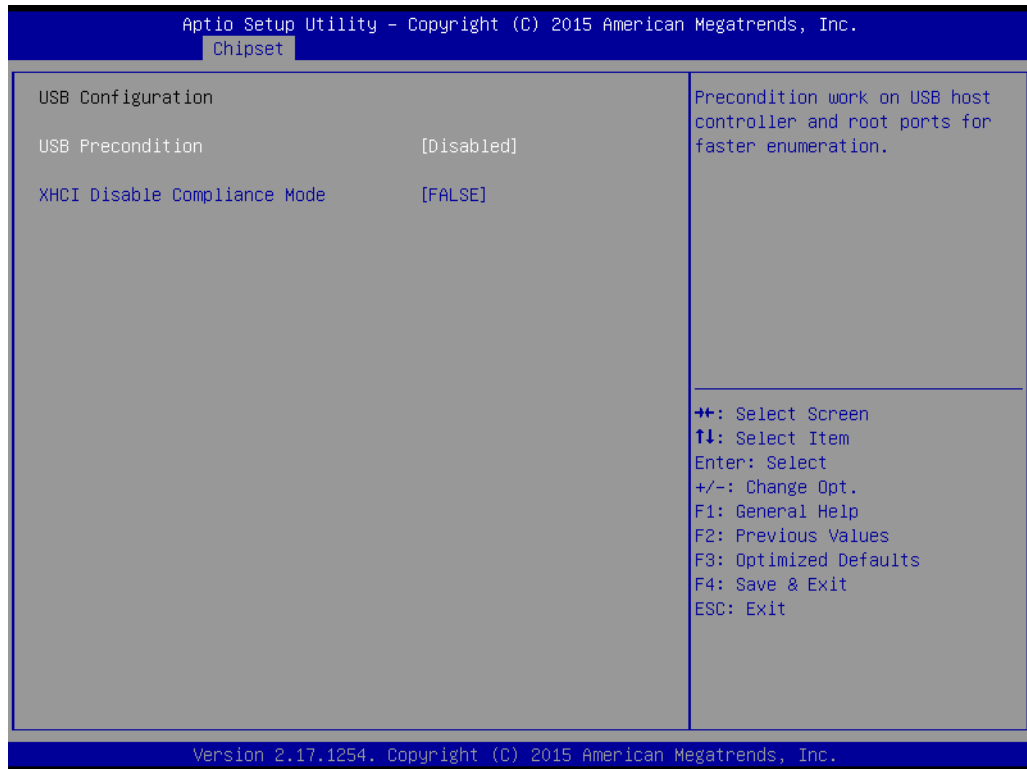 Aptio Setup Utility – Copyright (C) 2015 American Megatrends, Inc.
Chipset
USB Configuration
USB Precondition [Disabled]
XHCI Disable Compliance Mode [FALSE]
Precondition work on USB host
controller and root ports for
faster enumeration.
→←: Select Screen
↑↓: Select Item
Enter: Select
+/-: Change Opt.
F1: General Help
F2: Previous Values
F3: Optimized Defaults
F4: Save & Exit
ESC: Exit
Version 2.17.1254. Copyright (C) 2015 American Megatrends, Inc.